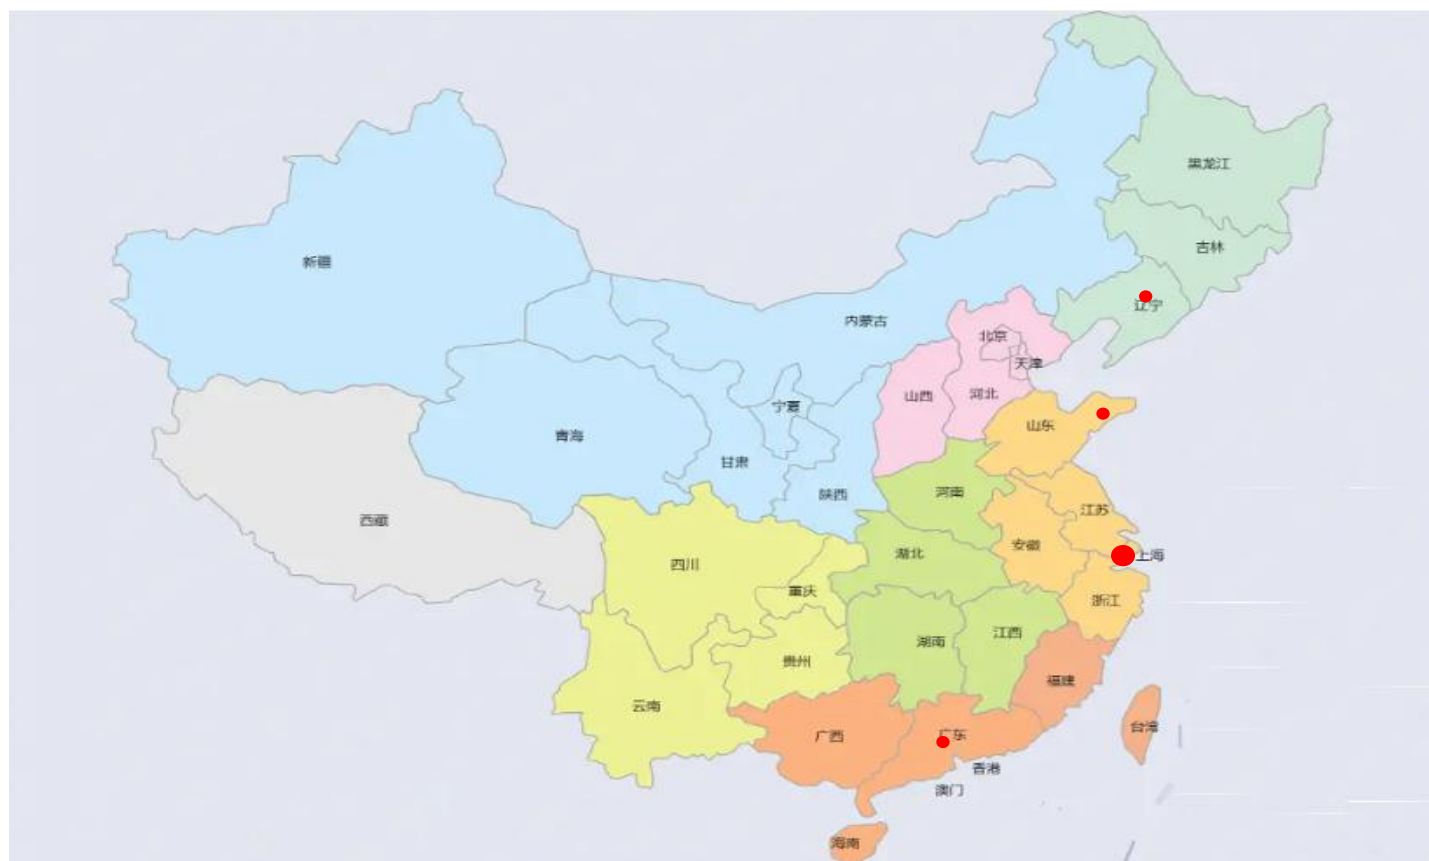 黑龙江
吉林
新疆
辽宁
内蒙古
北京
天津
山西
河北
宁夏
山东
青海
甘肃
陕西
河南
江苏
西藏
安徽
湖北
上海
四川
重庆
浙江
江西
湖南
贵州
福建
云南
台湾
广西
广东
香港
澳门
海南